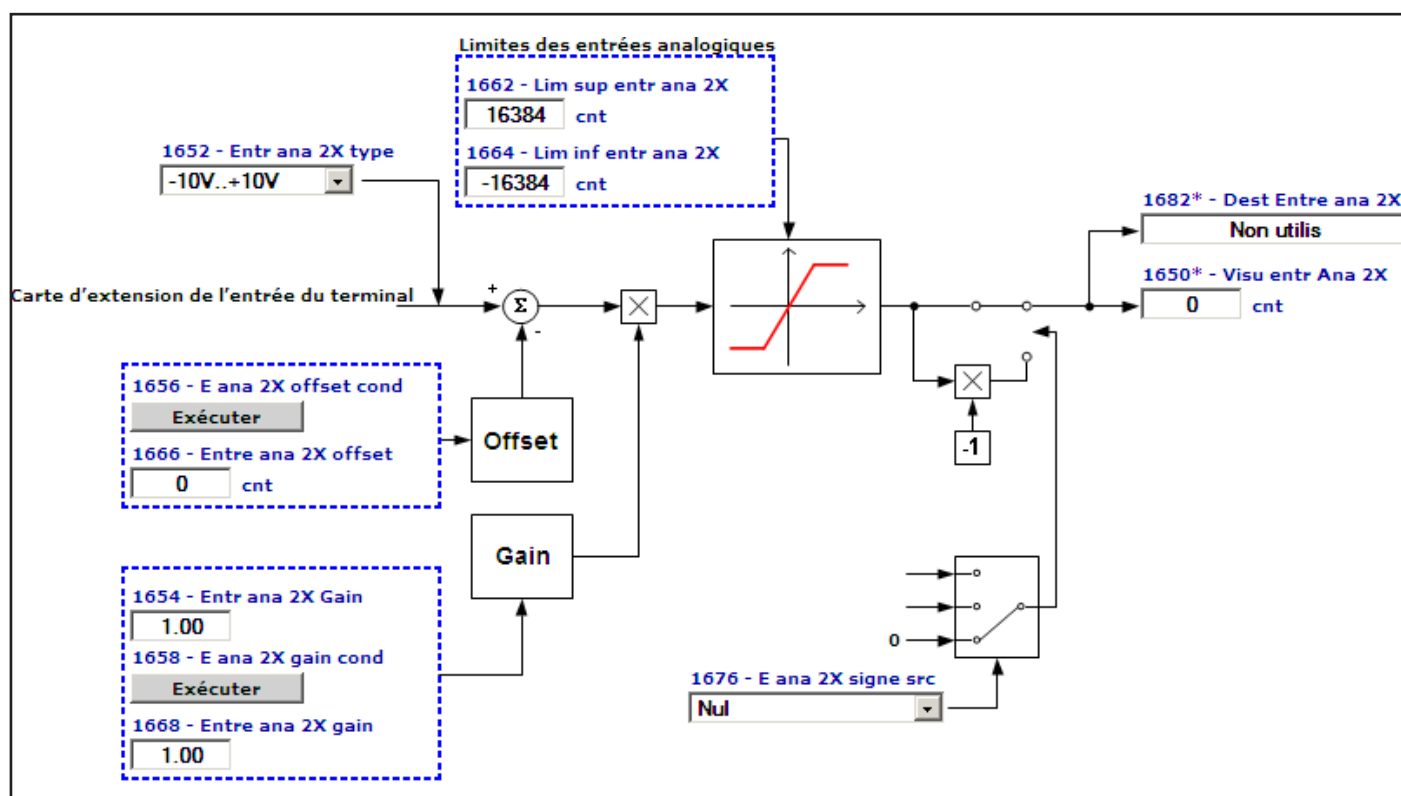 Limites des entrées analogiques
1662 - Lim sup entr ana 2X
16384 cnt
1664 - Lim inf entr ana 2X
-16384 cnt
1652 - Entr ana 2X type
-10V..+10V
1682* - Dest Entre ana 2X
Non utilis
1650* - Visu entr Ana 2X
0 cnt
Carte d'extension de l'entrée du terminal
+
Σ
-
1656 - E ana 2X offset cond
Exécuter
1666 - Entre ana 2X offset
0 cnt
Offset
-1
Gain
1654 - Entr ana 2X Gain
1.00
1658 - E ana 2X gain cond
Exécuter
1668 - Entre ana 2X gain
1.00
0
1676 - E ana 2X signe src
Nul